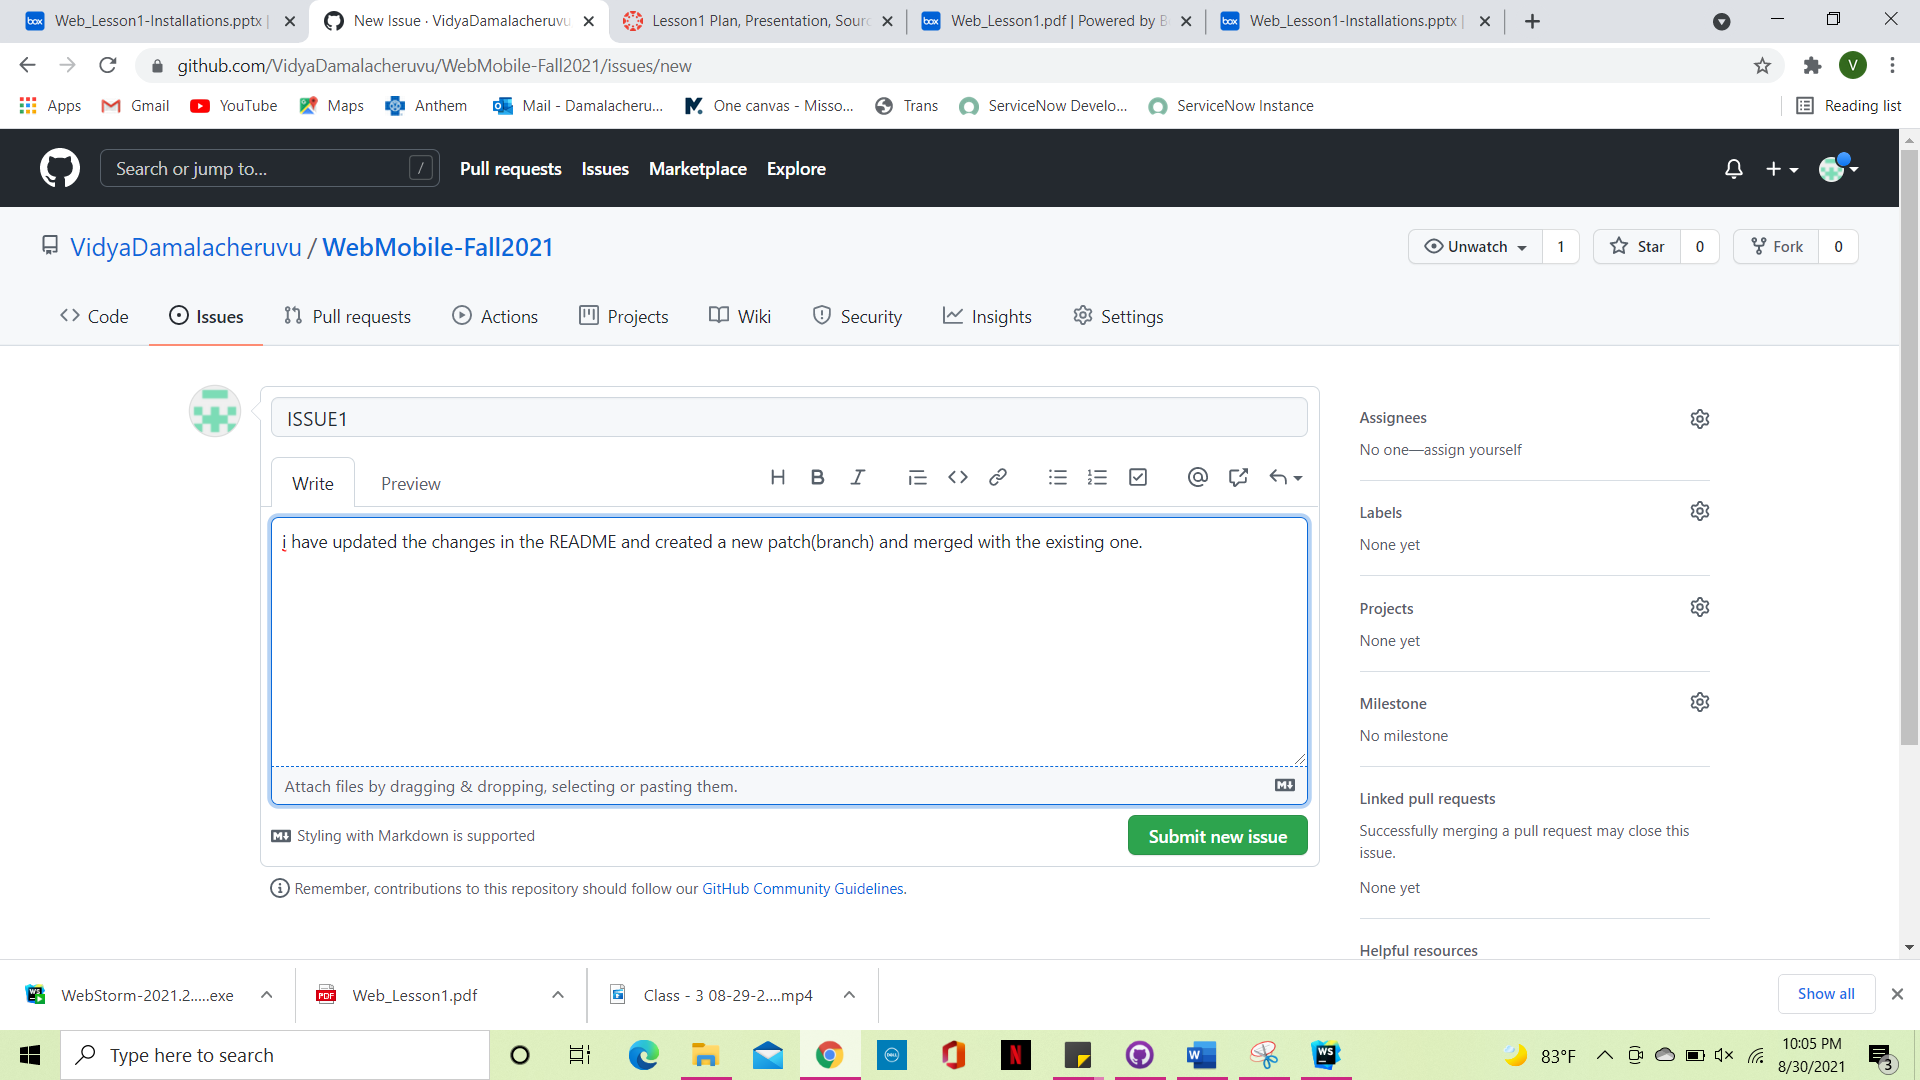 Web_Lesson1-Installations.pptx |
New Issue · VidyaDamalacheruvu
Lesson1 Plan, Presentation, Sour
Web_Lesson1.pdf | Powered by B
Web_Lesson1-Installations.pptx |
github.com/VidyaDamalacheruvu/WebMobile-Fall2021/issues/new
V
Apps
Gmail
YouTube
Maps
Anthem
Mail - Damalacheru...
One canvas - Misso...
Trans
ServiceNow Develo...
ServiceNow Instance
Reading list
Search or jump to...
/
Pull requests
Issues
Marketplace
Explore
VidyaDamalacheruvu / WebMobile-Fall2021
Unwatch 1
Star 0
Fork 0
Code
Issues
Pull requests
Actions
Projects
Wiki
Security
Insights
Settings
ISSUE1
Write
Preview
i have updated the changes in the README and created a new patch(branch) and merged with the existing one.
Attach files by dragging & dropping, selecting or pasting them.
Styling with Markdown is supported
Submit new issue
Remember, contributions to this repository should follow our GitHub Community Guidelines.
Assignees
No one—assign yourself
Labels
None yet
Projects
None yet
Milestone
No milestone
Linked pull requests
Successfully merging a pull request may close this
issue.
None yet
Helpful resources
WebStorm-2021.2.....exe
Web_Lesson1.pdf
Class - 3 08-29-2....mp4
Show all
Type here to search
83°F
10:05 PM
8/30/2021
3